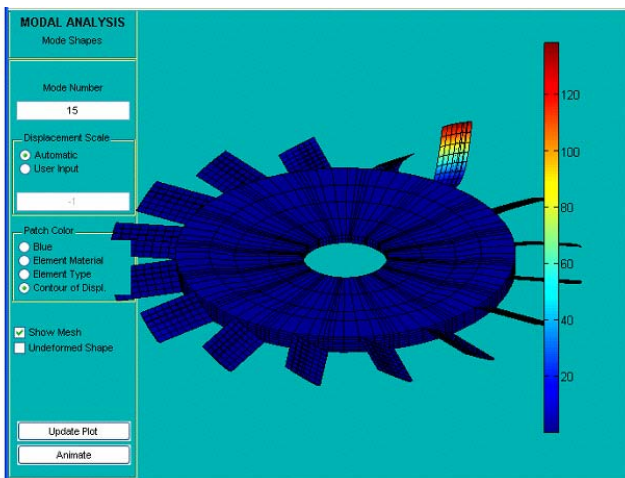 MODAL ANALYSIS
Mode Shapes
Mode Number
15
Displacement Scale
Automatic
User Input
-1
Patch Color
Blue
Element Material
Element Type
Contour of Displ.
Show Mesh
Undeformed Shape
Update Plot
Animate
120
100
80
60
40
20